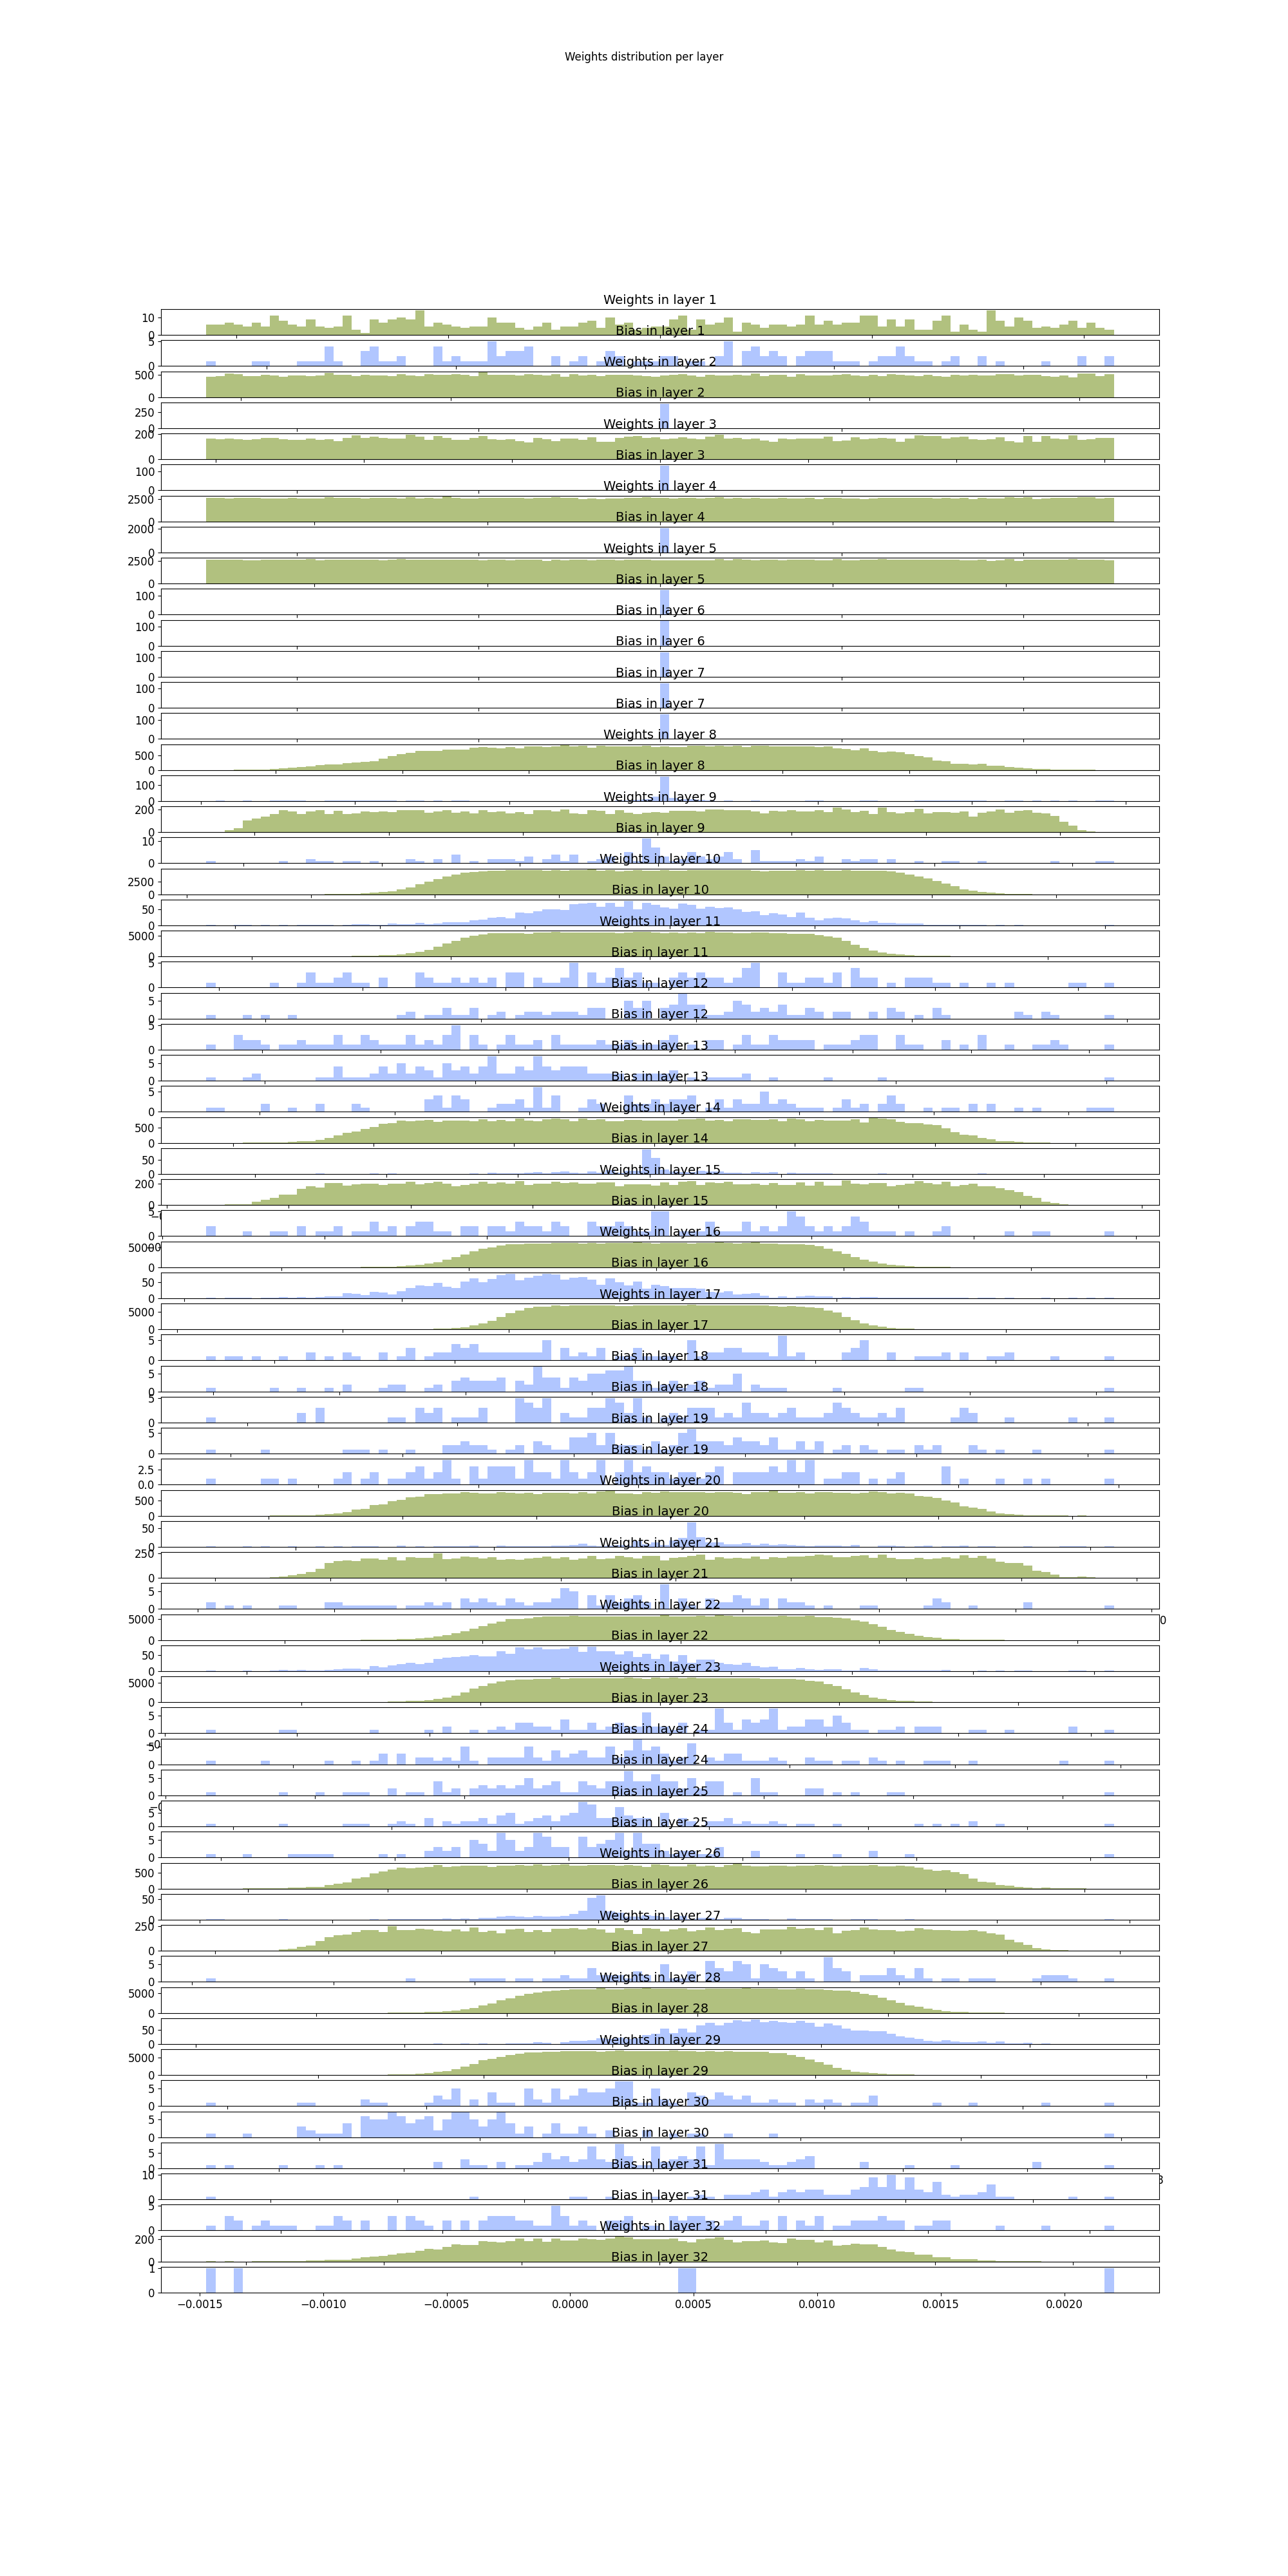 Weights distribution per layer
Weights in layer 1
10
0
Bias in layer 1
5
0
Weights in layer 2
500
0
Bias in layer 2
250
0
Weights in layer 3
200
0
Bias in layer 3
100
0
Weights in layer 4
2500
0
Bias in layer 4
2000
0
Weights in layer 5
2500
0
Bias in layer 5
100
0
Bias in layer 6
100
0
Bias in layer 6
100
0
Bias in layer 7
100
0
Bias in layer 7
100
0
Weights in layer 8
500
0
Bias in layer 8
100
0
Weights in layer 9
200
0
Bias in layer 9
10
0
Weights in layer 10
2500
0
Bias in layer 10
50
0
Weights in layer 11
5000
0
Bias in layer 11
5
0
Bias in layer 12
5
0
Bias in layer 12
5
0
Bias in layer 13
5
0
Bias in layer 13
5
0
Weights in layer 14
500
0
Bias in layer 14
50
0
Weights in layer 15
200
0
Bias in layer 15
5
0
Weights in layer 16
5000
0
Bias in layer 16
50
0
Weights in layer 17
5000
0
Bias in layer 17
5
0
Bias in layer 18
5
0
Bias in layer 18
5
0
Bias in layer 19
5
0
Bias in layer 19
2.5
0.0
Weights in layer 20
500
0
Bias in layer 20
50
0
Weights in layer 21
250
0
Bias in layer 21
5
0
Weights in layer 22
5000
0
Bias in layer 22
50
0
Weights in layer 23
5000
0
Bias in layer 23
5
0
Bias in layer 24
5
0
Bias in layer 24
5
0
Bias in layer 25
5
0
Bias in layer 25
5
0
Weights in layer 26
500
0
Bias in layer 26
50
0
Weights in layer 27
250
0
Bias in layer 27
5
0
Weights in layer 28
5000
0
Bias in layer 28
50
0
Weights in layer 29
5000
0
Bias in layer 29
5
0
Bias in layer 30
5
0
Bias in layer 30
5
0
Bias in layer 31
10
0
Bias in layer 31
5
0
Weights in layer 32
200
0
Bias in layer 32
1
0
−0.0015 −0.0010 −0.0005 0.0000 0.0005 0.0010 0.0015 0.0020